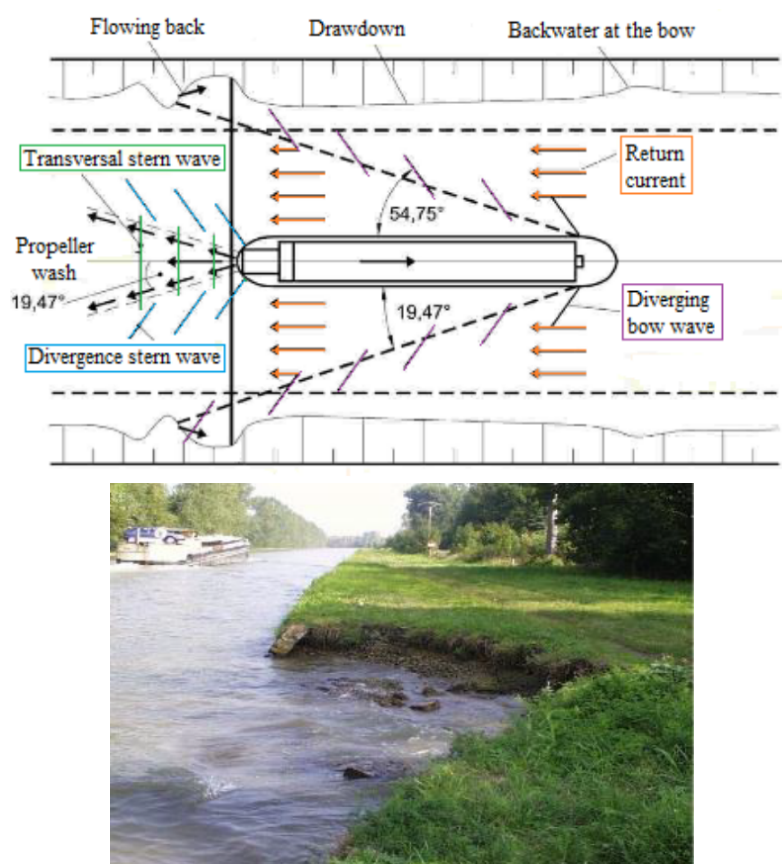 Flowing back
Drawdown
Backwater at the bow
Transversal stern wave
Return
current
54,75°
Propeller
wash
19,47°
19,47°
Diverging
bow wave
Divergence stern wave